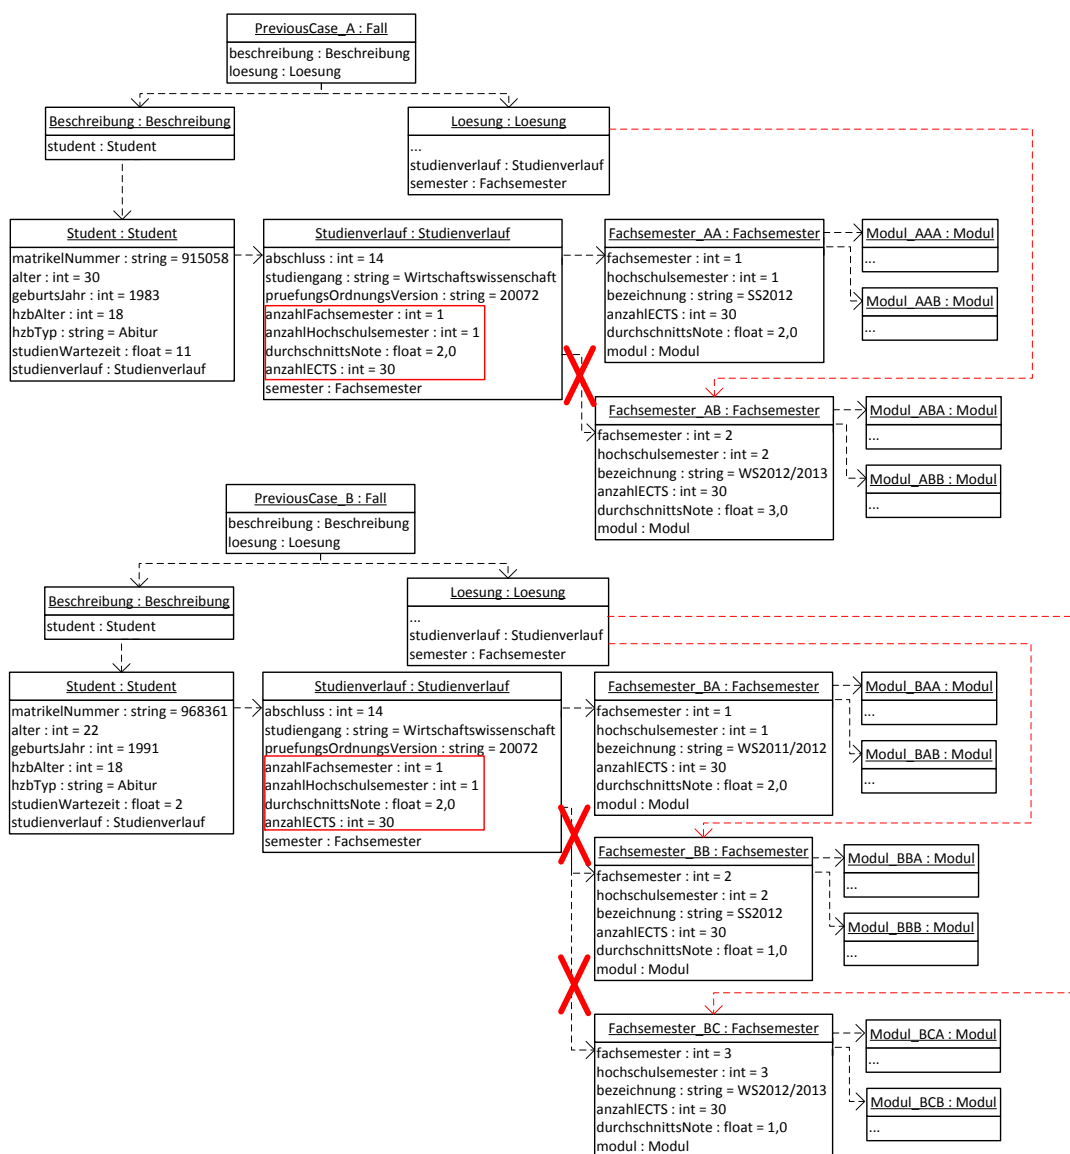 PreviousCase_A : Fall
beschreibung : Beschreibung
loesung : Loesung
Beschreibung : Beschreibung
student : Student
Loesung : Loesung
...
studienverlauf : Studienverlauf
semester : Fachsemester
Student : Student
matrikelNummer : string = 915058
alter : int = 30
geburtsJahr : int = 1983
hzbAlter : int = 18
hzbTyp : string = Abitur
studienWartezeit : float = 11
studienverlauf : Studienverlauf
Studienverlauf : Studienverlauf
abschluss : int = 14
studiengang : string = Wirtschaftswissenschaft
pruefungsOrdnungsVersion : string = 20072
anzahlFachsemester : int = 1
anzahlHochschulsemester : int = 1
durchschnittsNote : float = 2,0
anzahlECTS : int = 30
semester : Fachsemester
Fachsemester_AA : Fachsemester
fachsemester : int = 1
hochschulsemester : int = 1
bezeichnung : string = SS2012
anzahlECTS : int = 30
durchschnittsNote : float = 2,0
modul : Modul
Modul_AAA : Modul
...
Modul_AAB : Modul
...
Fachsemester_AB : Fachsemester
fachsemester : int = 2
hochschulsemester : int = 2
bezeichnung : string = WS2012/2013
anzahlECTS : int = 30
durchschnittsNote : float = 3,0
modul : Modul
Modul_ABA : Modul
...
Modul_ABB : Modul
...
PreviousCase_B : Fall
beschreibung : Beschreibung
loesung : Loesung
Beschreibung : Beschreibung
student : Student
Loesung : Loesung
...
studienverlauf : Studienverlauf
semester : Fachsemester
Student : Student
matrikelNummer : string = 968361
alter : int = 22
geburtsJahr : int = 1991
hzbAlter : int = 18
hzbTyp : string = Abitur
studienWartezeit : float = 2
studienverlauf : Studienverlauf
Studienverlauf : Studienverlauf
abschluss : int = 14
studiengang : string = Wirtschaftswissenschaft
pruefungsOrdnungsVersion : string = 20072
anzahlFachsemester : int = 1
anzahlHochschulsemester : int = 1
durchschnittsNote : float = 2,0
anzahlECTS : int = 30
semester : Fachsemester
Fachsemester_BA : Fachsemester
fachsemester : int = 1
hochschulsemester : int = 1
bezeichnung : string = WS2011/2012
anzahlECTS : int = 30
durchschnittsNote : float = 2,0
modul : Modul
Modul_BAA : Modul
...
Modul_BAB : Modul
...
Fachsemester_BB : Fachsemester
fachsemester : int = 2
hochschulsemester : int = 2
bezeichnung : string = SS2012
anzahlECTS : int = 30
durchschnittsNote : float = 1,0
modul : Modul
Modul_BBA : Modul
...
Modul_BBB : Modul
...
Fachsemester_BC : Fachsemester
fachsemester : int = 3
hochschulsemester : int = 3
bezeichnung : string = WS2012/2013
anzahlECTS : int = 30
durchschnittsNote : float = 1,0
modul : Modul
Modul_BCA : Modul
...
Modul_BCB : Modul
...